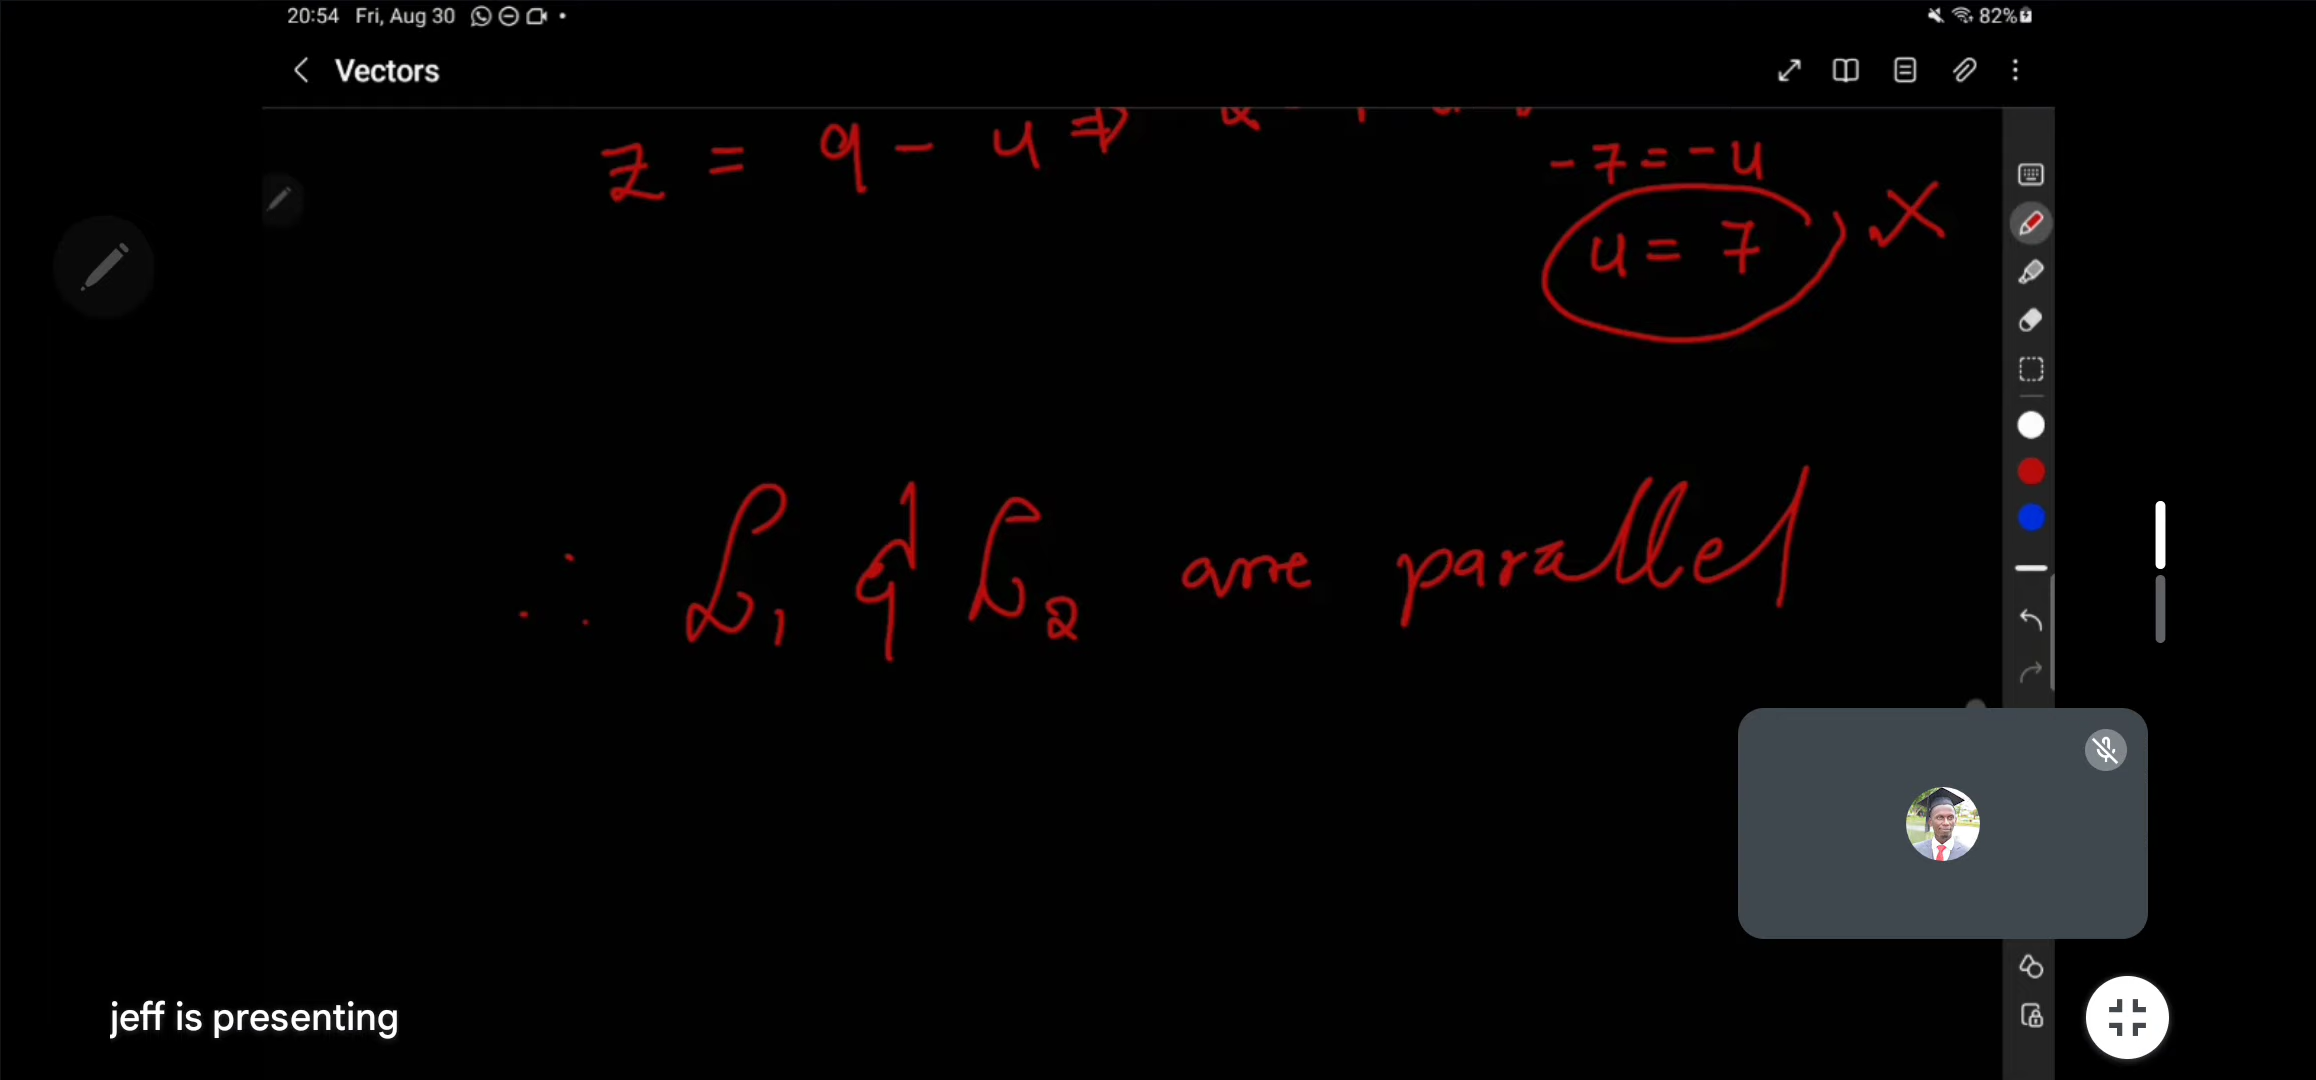 20:54 Fri, Aug 30 82%
Vectors
z = 9 - u ⇒
-7 = -u
u = 7
∴ L₁ & L₂ are parallel
jeff is presenting